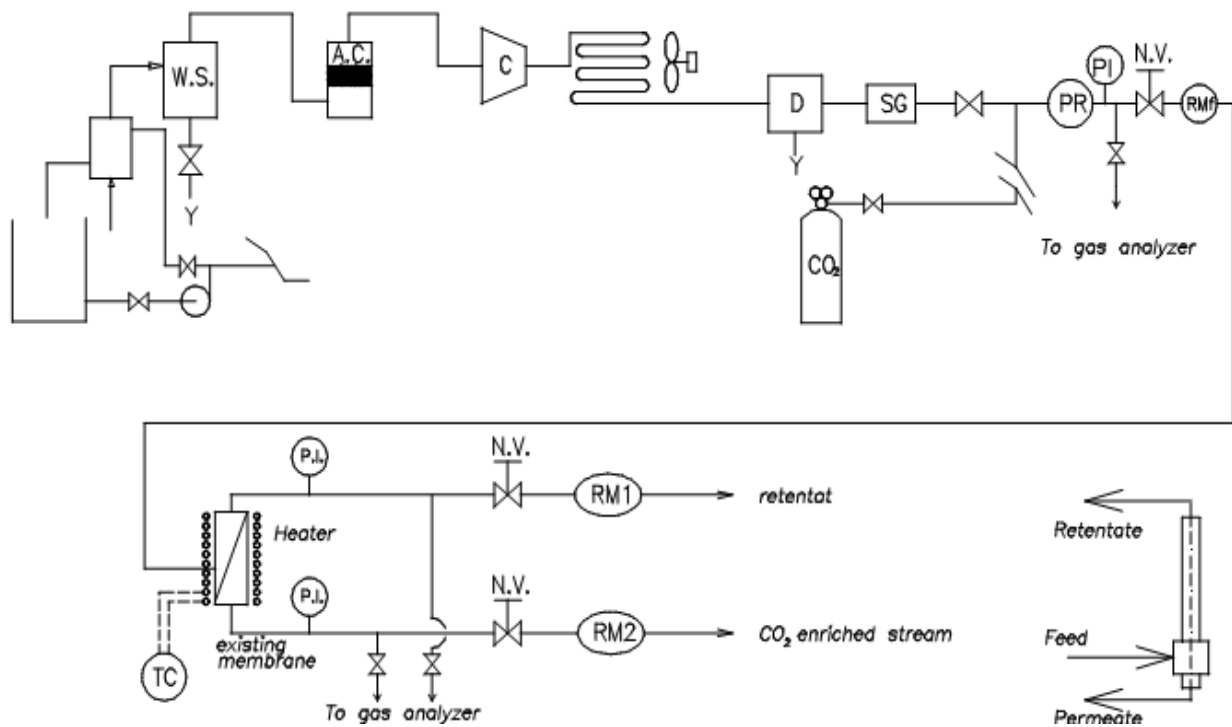 W.S.
A.C.
C
D
SG
PR
PI
N.V.
RMf
Y
Y
CO₂
To gas analyzer
P.I.
N.V.
RM1
retentat
Heater
P.I.
N.V.
RM2
CO₂ enriched stream
existing
membrane
TC
To gas analyzer
Retentate
Feed
Permeate